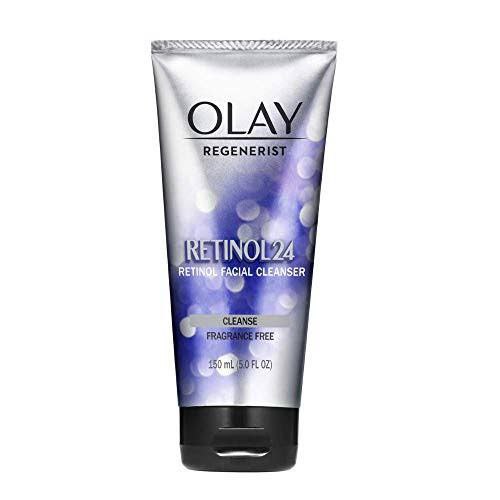 OLAY
REGENERIST
RETINOL24
RETINOL FACIAL CLEANSER
CLEANSE
FRAGRANCE FREE
150 mL (5.0 FL OZ)